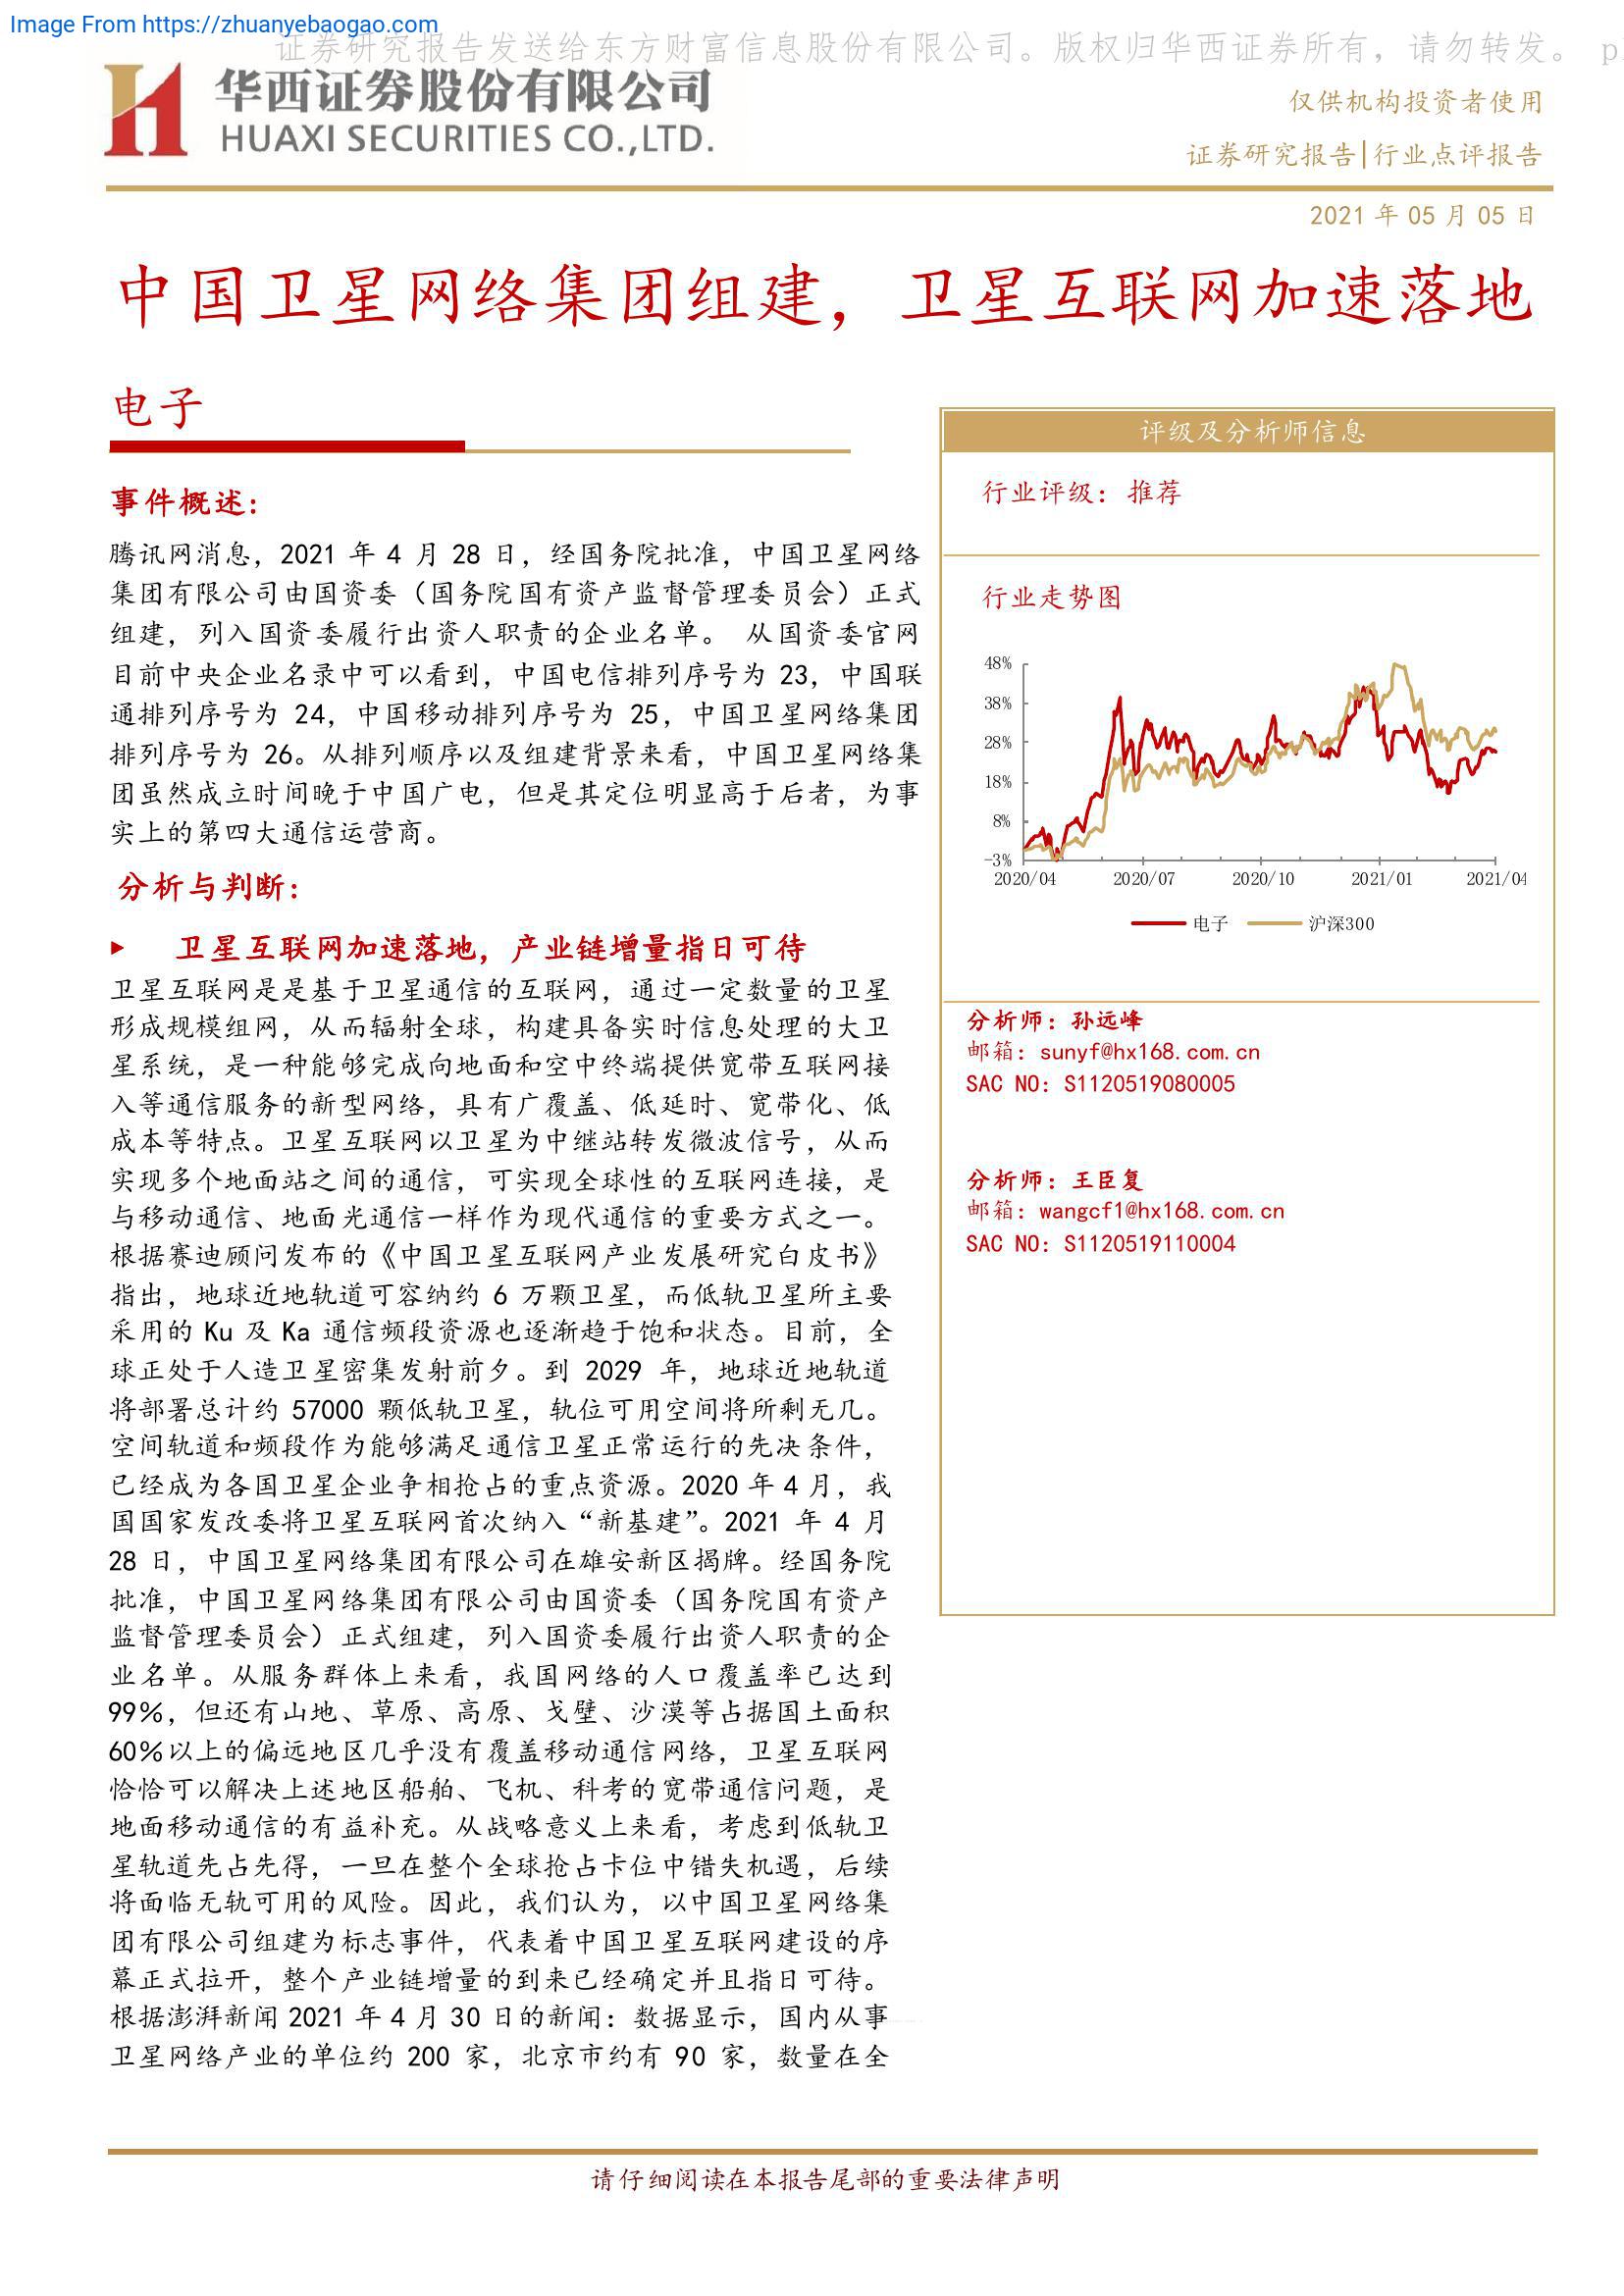 Image From https://zhuanyebaogao.com
证券研究报告发送给东方财富信息股份有限公司。版权归华西证券所有，请勿转发。 p
华西证券股份有限公司
HUAXI SECURITIES CO.,LTD.
仅供机构投资者使用
证券研究报告|行业点评报告
2021 年 05 月 05 日
中国卫星网络集团组建，卫星互联网加速落地
电子
事件概述：
腾讯网消息，2021 年 4 月 28 日，经国务院批准，中国卫星网络
集团有限公司由国资委（国务院国有资产监督管理委员会）正式
组建，列入国资委履行出资人职责的企业名单。 从国资委官网
目前中央企业名录中可以看到，中国电信排列序号为 23，中国联
通排列序号为 24，中国移动排列序号为 25，中国卫星网络集团
排列序号为 26。从排列顺序以及组建背景来看，中国卫星网络集
团虽然成立时间晚于中国广电，但是其定位明显高于后者，为事
实上的第四大通信运营商。
分析与判断：
► 卫星互联网加速落地，产业链增量指日可待
卫星互联网是是基于卫星通信的互联网，通过一定数量的卫星
形成规模组网，从而辐射全球，构建具备实时信息处理的大卫
星系统，是一种能够完成向地面和空中终端提供宽带互联网接
入等通信服务的新型网络，具有广覆盖、低延时、宽带化、低
成本等特点。卫星互联网以卫星为中继站转发微波信号，从而
实现多个地面站之间的通信，可实现全球性的互联网连接，是
与移动通信、地面光通信一样作为现代通信的重要方式之一。
根据赛迪顾问发布的《中国卫星互联网产业发展研究白皮书》
指出，地球近地轨道可容纳约 6 万颗卫星，而低轨卫星所主要
采用的 Ku 及 Ka 通信频段资源也逐渐趋于饱和状态。目前，全
球正处于人造卫星密集发射前夕。到 2029 年，地球近地轨道
将部署总计约 57000 颗低轨卫星，轨位可用空间将所剩无几。
空间轨道和频段作为能够满足通信卫星正常运行的先决条件，
已经成为各国卫星企业争相抢占的重点资源。2020 年 4 月，我
国国家发改委将卫星互联网首次纳入“新基建”。2021 年 4 月
28 日，中国卫星网络集团有限公司在雄安新区揭牌。经国务院
批准，中国卫星网络集团有限公司由国资委（国务院国有资产
监督管理委员会）正式组建，列入国资委履行出资人职责的企
业名单。从服务群体上来看，我国网络的人口覆盖率已达到
99%，但还有山地、草原、高原、戈壁、沙漠等占据国土面积
60%以上的偏远地区几乎没有覆盖移动通信网络，卫星互联网
恰恰可以解决上述地区船舶、飞机、科考的宽带通信问题，是
地面移动通信的有益补充。从战略意义上来看，考虑到低轨卫
星轨道先占先得，一旦在整个全球抢占卡位中错失机遇，后续
将面临无轨可用的风险。因此，我们认为，以中国卫星网络集
团有限公司组建为标志事件，代表着中国卫星互联网建设的序
幕正式拉开，整个产业链增量的到来已经确定并且指日可待。
根据澎湃新闻 2021 年 4 月 30 日的新闻：数据显示，国内从事
卫星网络产业的单位约 200 家，北京市约有 90 家，数量在全
评级及分析师信息
行业评级：推荐
行业走势图
48%
38%
28%
18%
8%
-3%
2020/04 2020/07 2020/10 2021/01 2021/04
电子 沪深300
分析师：孙远峰
邮箱：sunyf@hx168.com.cn
SAC NO：S1120519080005
分析师：王臣复
邮箱：wangcf1@hx168.com.cn
SAC NO：S1120519110004
请仔细阅读在本报告尾部的重要法律声明